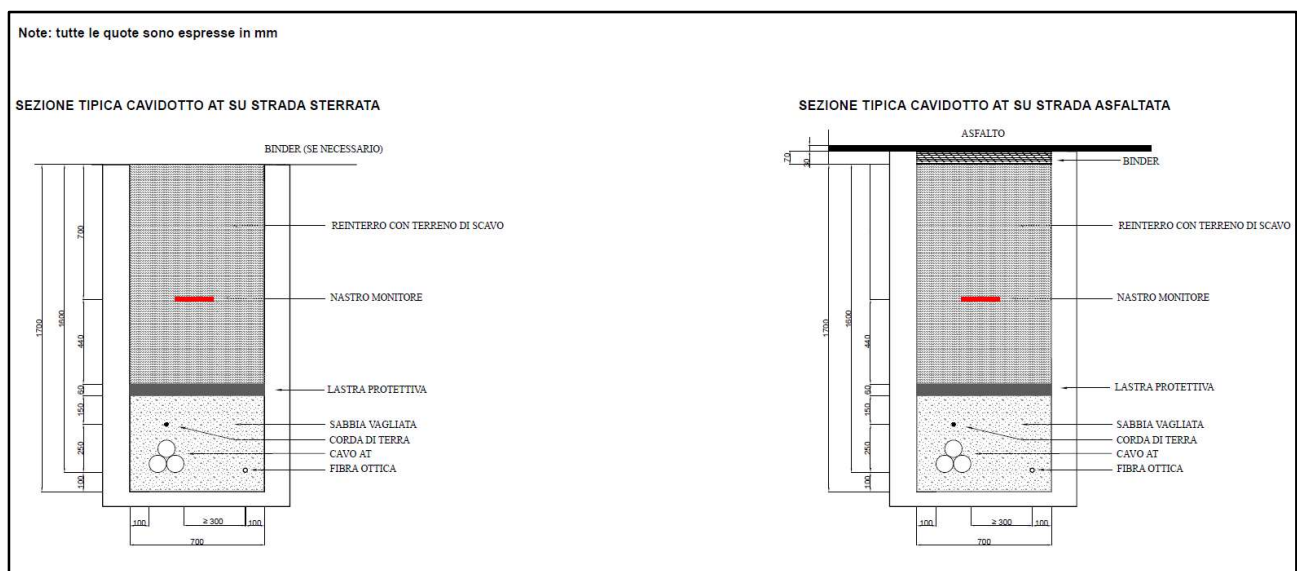 Note: tutte le quote sono espresse in mm
SEZIONE TIPICA CAVIDOTTO AT SU STRADA STERRATA
BINDER (SE NECESSARIO)
REINTERRO CON TERRENO DI SCAVO
NASTRO MONITORE
LASTRA PROTETTIVA
SABBIA VAGLIATA
CORDA DI TERRA
CAVO AT
FIBRA OTTICA
1700
1600
700
440
60
150
250
100
100
≥ 300
100
700
SEZIONE TIPICA CAVIDOTTO AT SU STRADA ASFALTATA
ASFALTO
BINDER
REINTERRO CON TERRENO DI SCAVO
NASTRO MONITORE
LASTRA PROTETTIVA
SABBIA VAGLIATA
CORDA DI TERRA
CAVO AT
FIBRA OTTICA
70
30
1700
1600
440
60
150
250
100
100
≥ 300
100
700